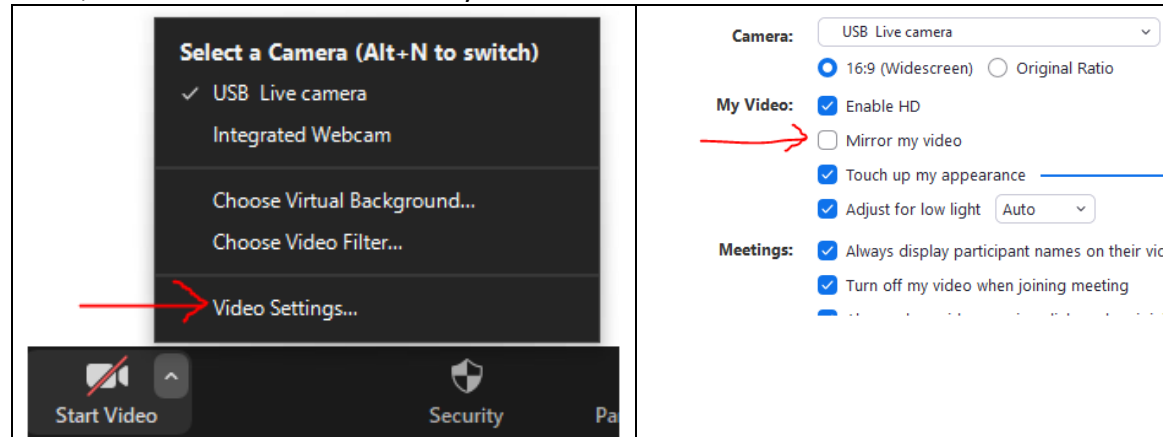 Select a Camera (Alt+N to switch)
USB Live camera
Integrated Webcam
Choose Virtual Background...
Choose Video Filter...
Video Settings...
Start Video
Security
Camera:
USB Live camera
16:9 (Widescreen) Original Ratio
My Video:
Enable HD
Mirror my video
Touch up my appearance
Adjust for low light Auto
Meetings:
Always display participant names on their
Turn off my video when joining meeting